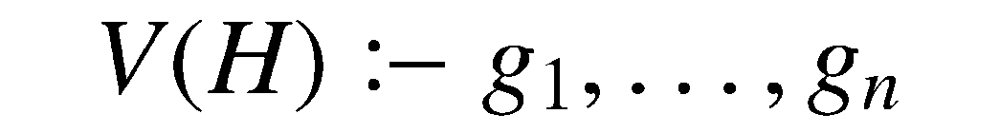 V(H) :– g₁, . . . , gₙ